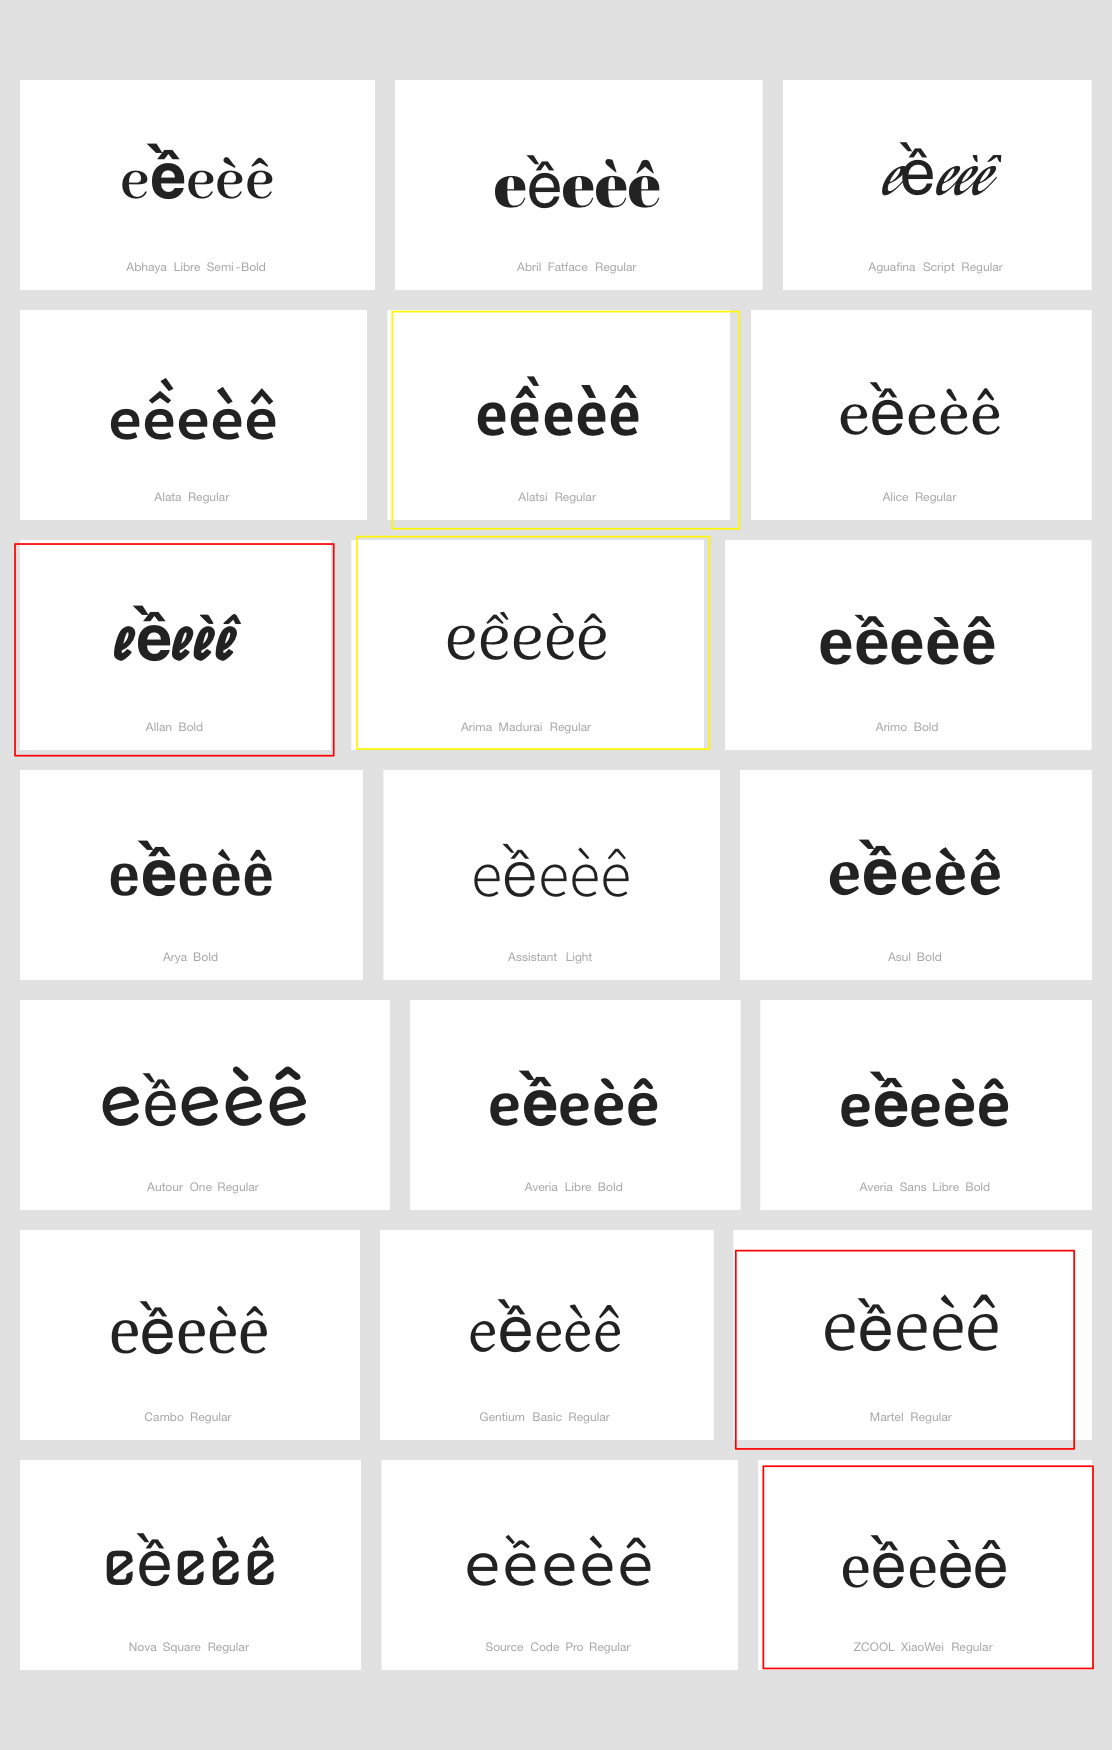 eềeèê
Abhaya Libre Semi-Bold
eềeèê
Abril Fatface Regular
eềeèê
Aguafina Script Regular
eềeèê
Alata Regular
eềeèê
Alatsi Regular
eềeèê
Alice Regular
eềeèê
Allan Bold
eềeèê
Arima Madurai Regular
eềeèê
Arimo Bold
eềeèê
Arya Bold
eềeèê
Assistant Light
eềeèê
Asul Bold
eềeèê
Autour One Regular
eềeèê
Averia Libre Bold
eềeèê
Averia Sans Libre Bold
eềeèê
Cambo Regular
eềeèê
Gentium Basic Regular
eềeèê
Martel Regular
eềeèê
Nova Square Regular
eềeèê
Source Code Pro Regular
eềeèê
ZCOOL XiaoWei Regular